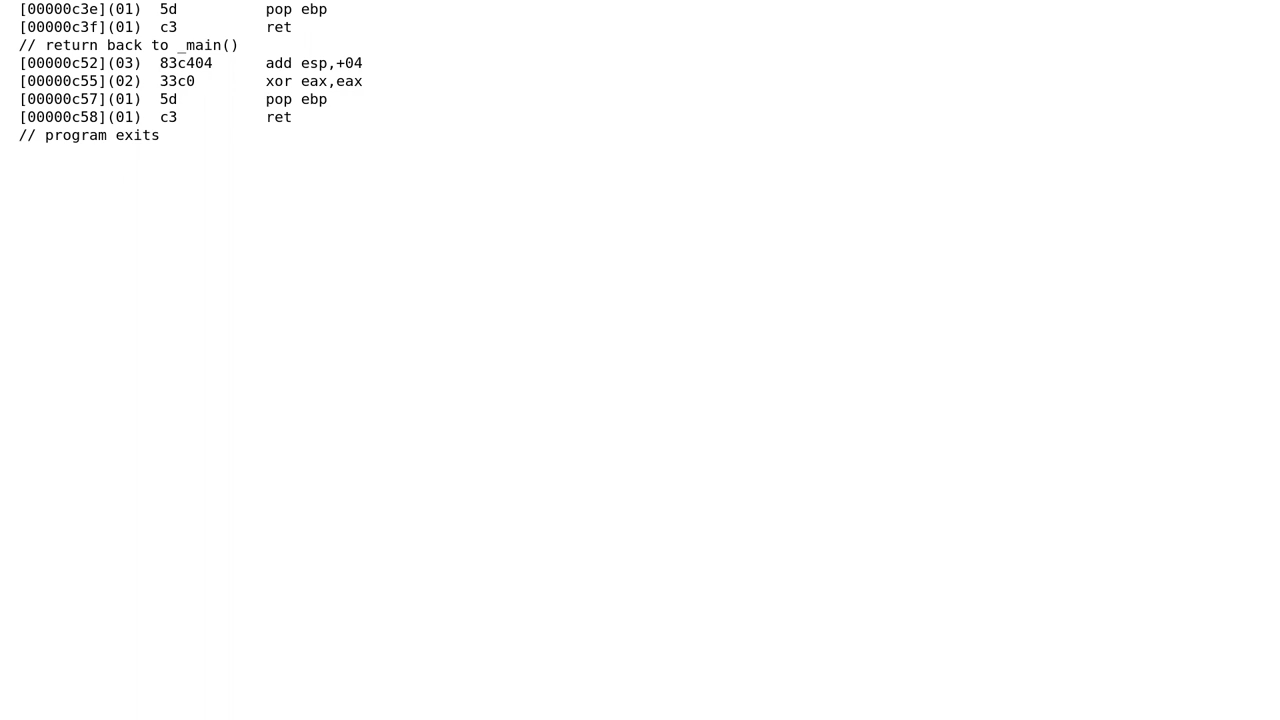 [00000c3e](01)  5d          pop ebp
[00000c3f](01)  c3          ret
// return back to _main()
[00000c52](03)  83c404      add esp,+04
[00000c55](02)  33c0        xor eax,eax
[00000c57](01)  5d          pop ebp
[00000c58](01)  c3          ret
// program exits